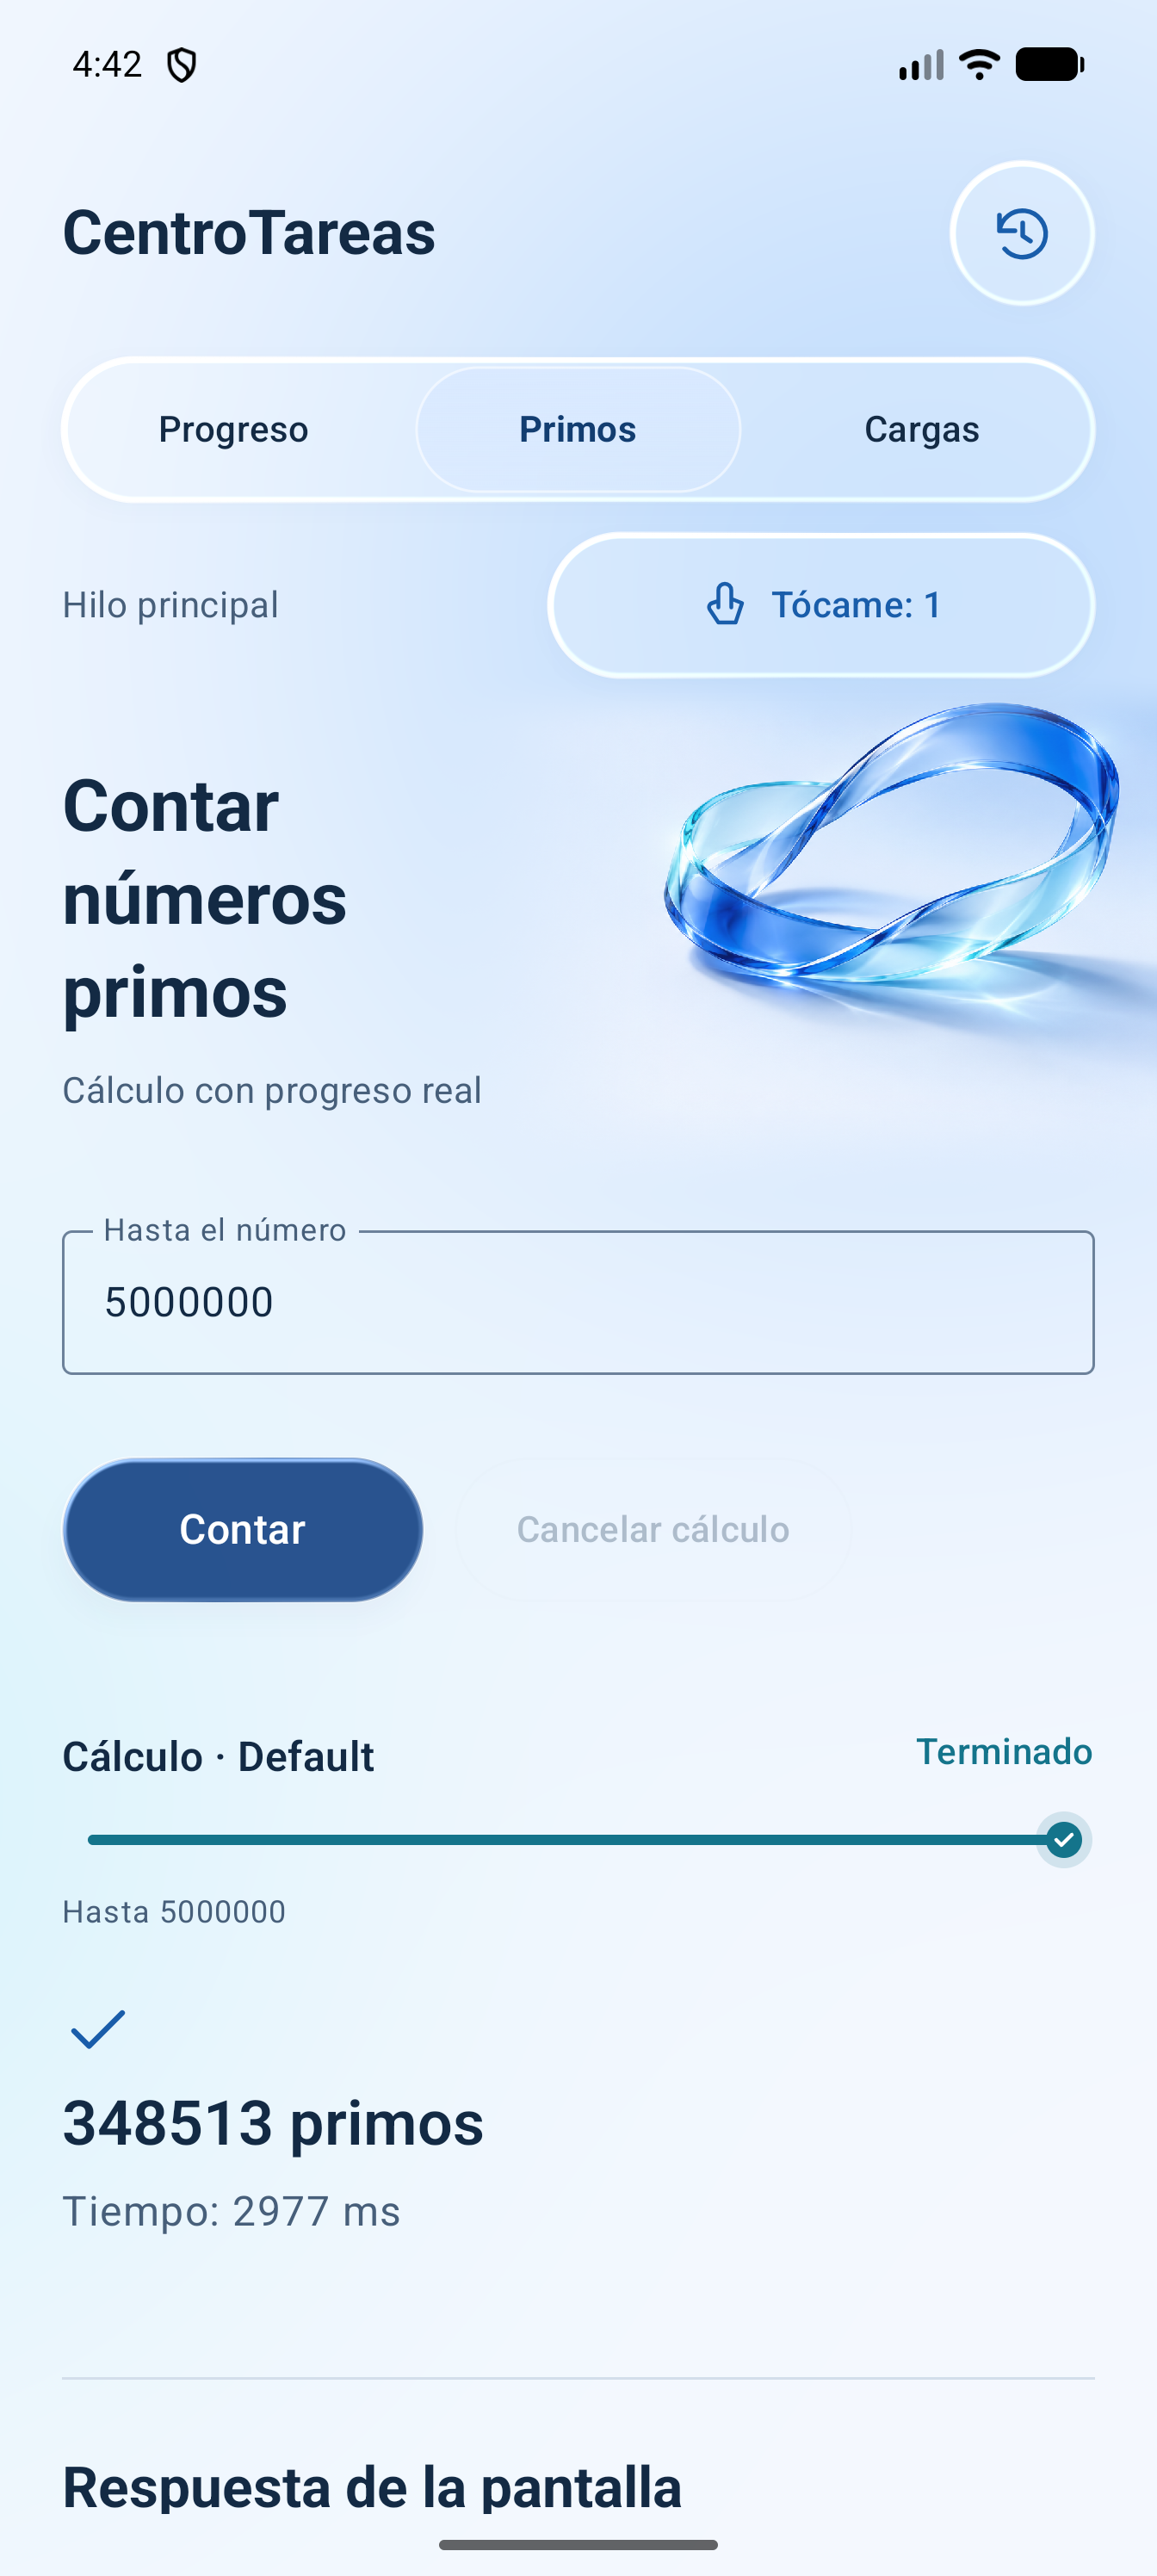 4:42
CentroTareas
Progreso
Primos
Cargas
Hilo principal
Tócame: 1
Contar
números
primos
Cálculo con progreso real
Hasta el número
5000000
Contar
Cancelar cálculo
Cálculo · Default
Terminado
Hasta 5000000
348513 primos
Tiempo: 2977 ms
Respuesta de la pantalla